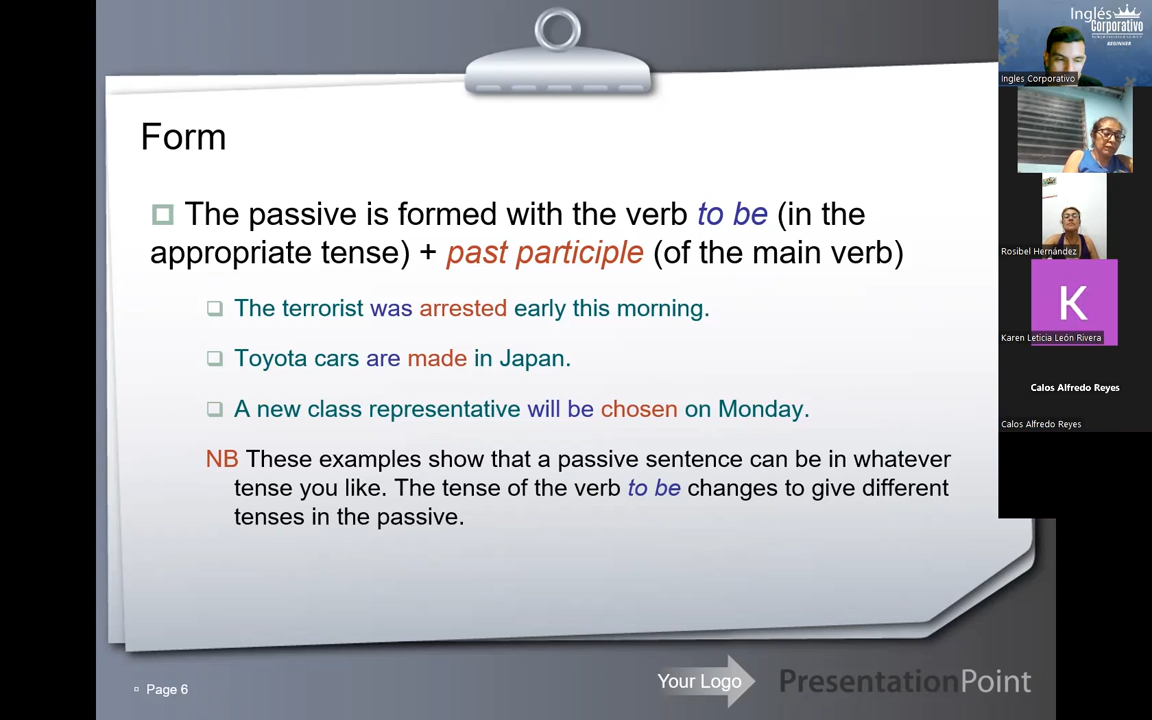 Form
The passive is formed with the verb to be (in the
appropriate tense) + past participle (of the main verb)
The terrorist was arrested early this morning.
Toyota cars are made in Japan.
A new class representative will be chosen on Monday.
NB These examples show that a passive sentence can be in whatever
tense you like. The tense of the verb to be changes to give different
tenses in the passive.
Page 6
Your Logo
PresentationPoint
Inglés
Corporativo
BEGINNER
Ingles Corporativo
Rosibel Hernández
K
Karen Leticia León Rivera
Calos Alfredo Reyes
Calos Alfredo Reyes